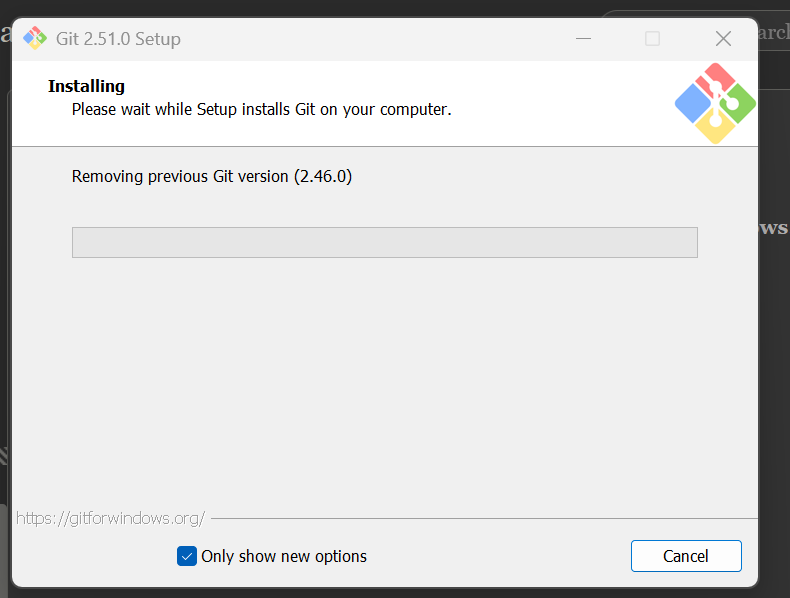 Git 2.51.0 Setup
Installing
Please wait while Setup installs Git on your computer.
Removing previous Git version (2.46.0)
https://gitforwindows.org/
Only show new options
Cancel